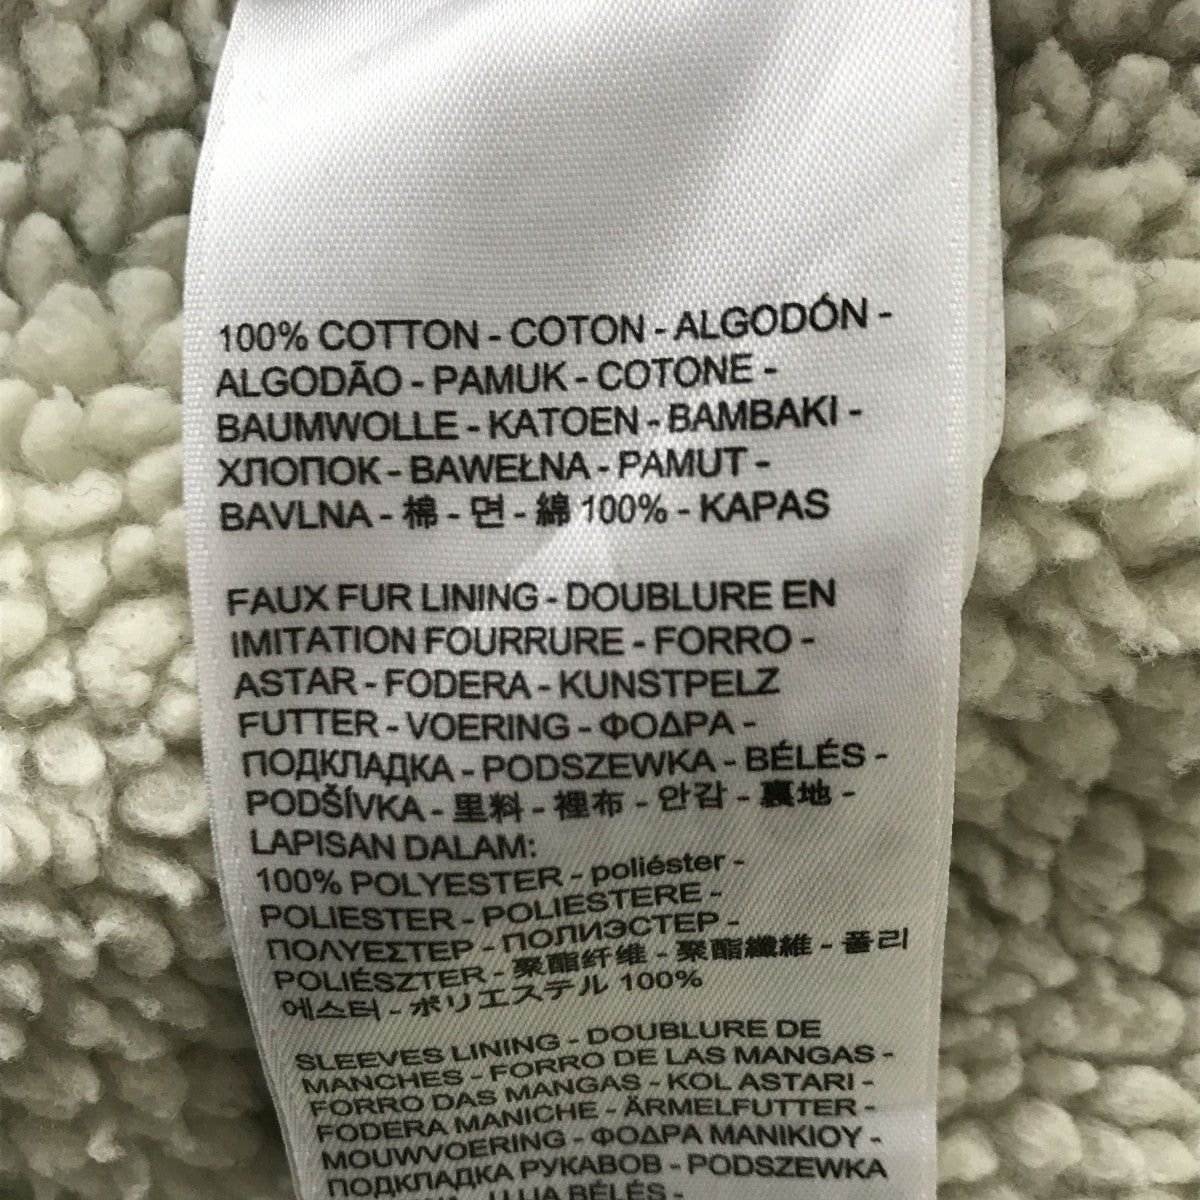 100% COTTON - COTON - ALGODÓN -
ALGODÃO - PAMUK - COTONE -
BAUMWOLLE - KATOEN - BAMBAKI -
ХЛОПОК - BAWEŁNA - PAMUT -
BAVLNA - 棉 - 면 - 綿 100% - KAPAS
FAUX FUR LINING - DOUBLURE EN
IMITATION FOURRURE - FORRO -
ASTAR - FODERA - KUNSTPELZ
FUTTER - VOERING - ΦΟΔΡΑ -
ПОДКЛАДКА - PODSZEWKA - BÉLÉS -
PODŠÍVKA - 里料 - 裡布 - 안감 - 裏地 -
LAPISAN DALAM:
100% POLYESTER - poliéster -
POLIESTER - POLIESTERE -
ΠΟΛΥΕΣΤΕΡ - ПОЛИЭСТЕР -
POLIÉSZTER - 聚酯纤维 - 聚酯纖維 - 폴리
에스터 - ポリエステル 100%
SLEEVES LINING - DOUBLURE DE
MANCHES - FORRO DE LAS MANGAS -
FORRO DAS MANGAS - KOL ASTARI -
FODERA MANICHE - ÄRMELFUTTER -
MOUWVOERING - ΦΟΔΡΑ ΜΑΝΙΚΙΟΥ -
ПОДКЛАДКА РУКАВОВ - PODSZEWKA
UJJA BÉLÉS -